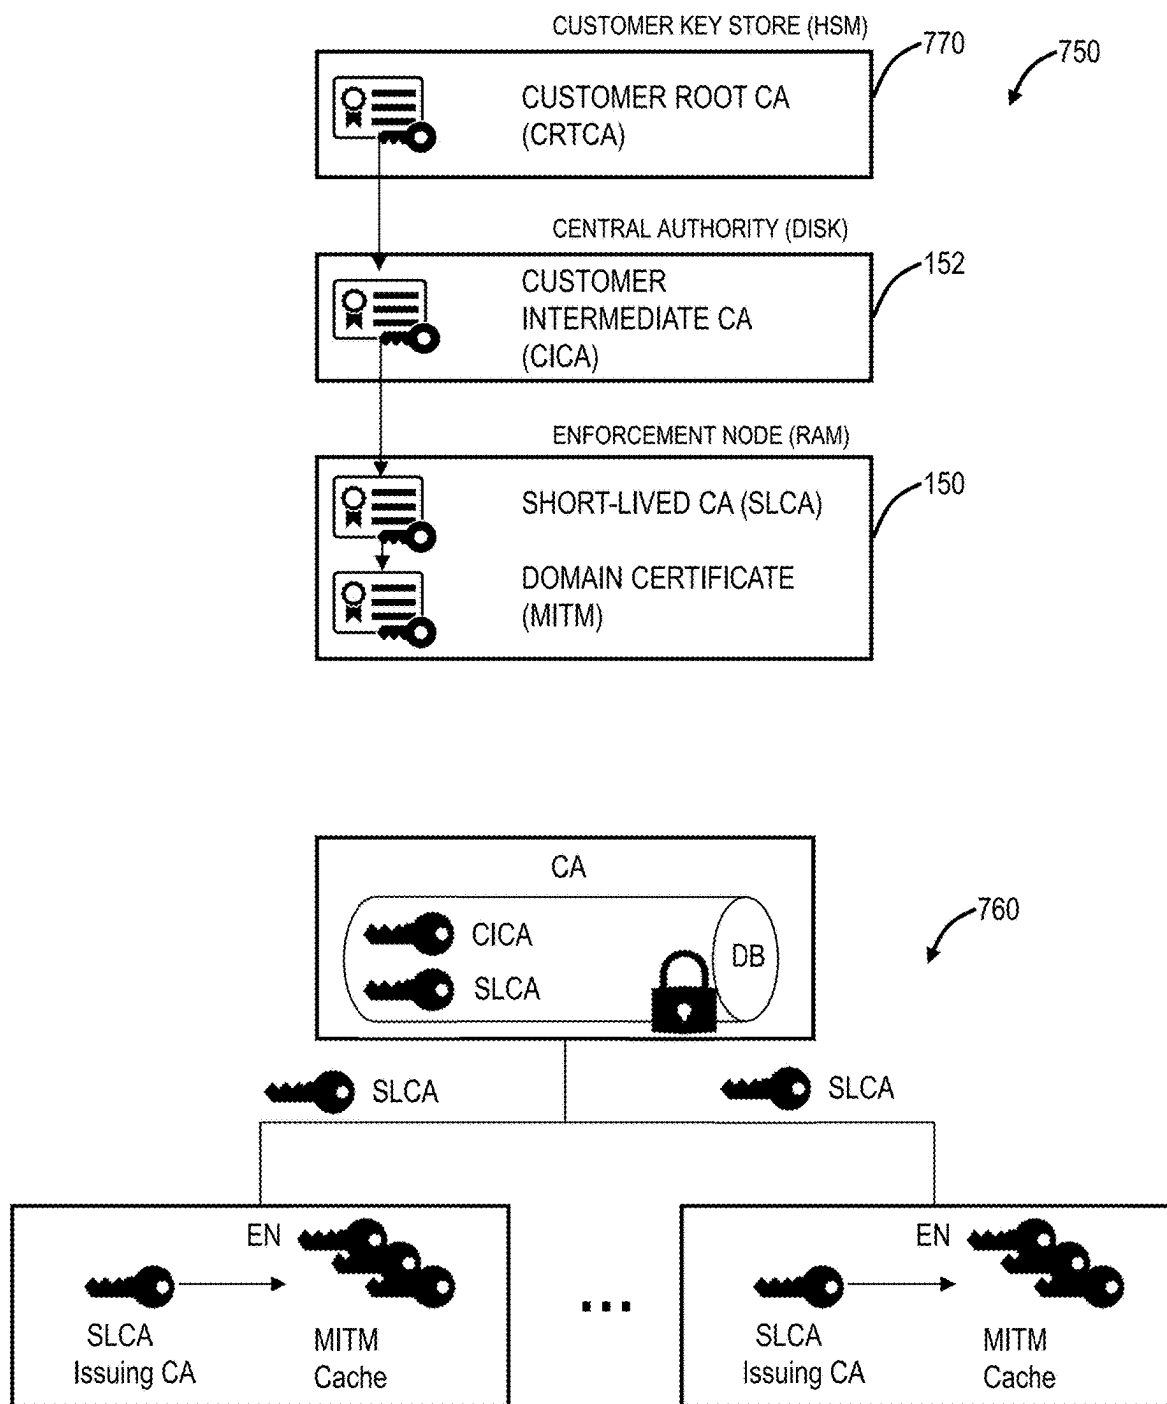 CUSTOMER KEY STORE (HSM)
770
750
CUSTOMER ROOT CA
(CRTCA)
CENTRAL AUTHORITY (DISK)
152
CUSTOMER
INTERMEDIATE CA
(CICA)
ENFORCEMENT NODE (RAM)
150
SHORT-LIVED CA (SLCA)
DOMAIN CERTIFICATE
(MITM)
CA
760
CICA
DB
SLCA
SLCA
SLCA
EN
SLCA
Issuing CA
MITM
Cache
...
EN
SLCA
Issuing CA
MITM
Cache